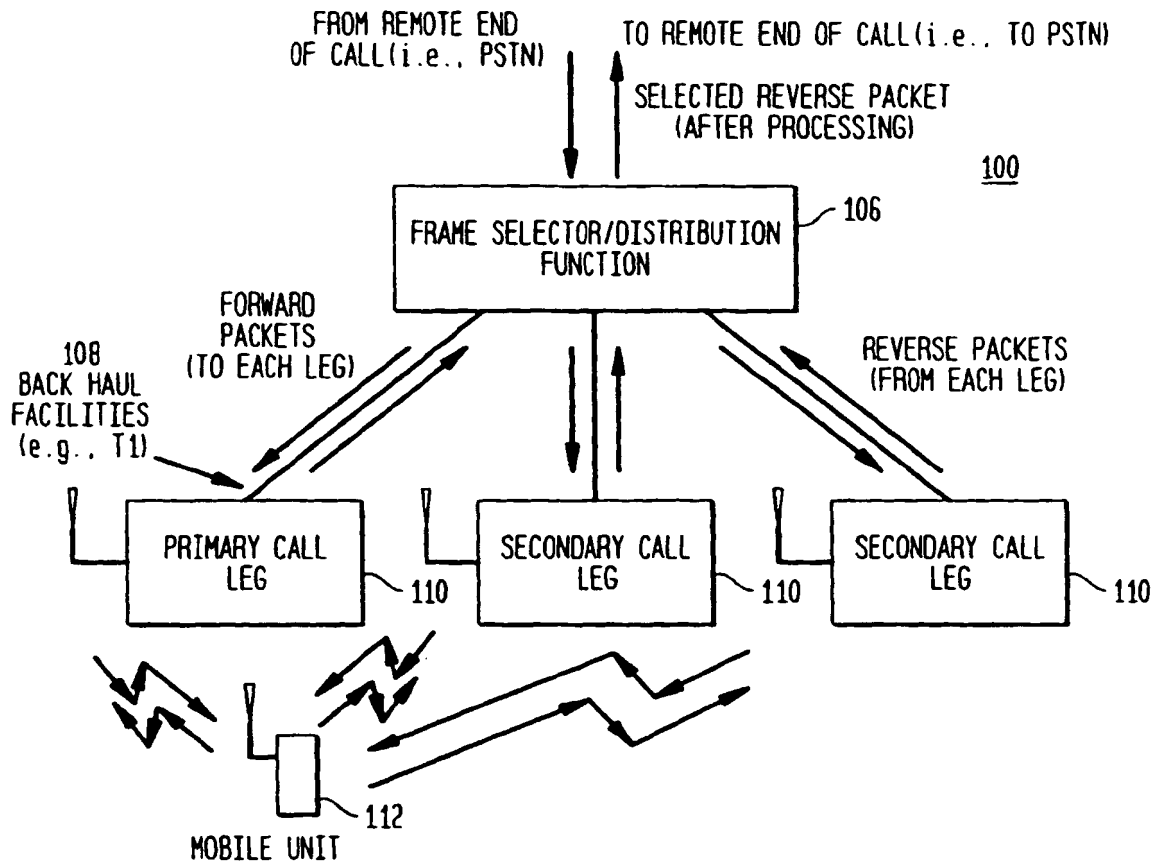 FROM REMOTE END
OF CALL(i.e., PSTN)
TO REMOTE END OF CALL(i.e., TO PSTN)
SELECTED REVERSE PACKET
(AFTER PROCESSING)
100
106
FRAME SELECTOR/DISTRIBUTION
FUNCTION
FORWARD
PACKETS
(TO EACH LEG)
108
BACK HAUL
FACILITIES
(e.g., T1)
REVERSE PACKETS
(FROM EACH LEG)
PRIMARY CALL
LEG
110
SECONDARY CALL
LEG
110
SECONDARY CALL
LEG
110
112
MOBILE UNIT